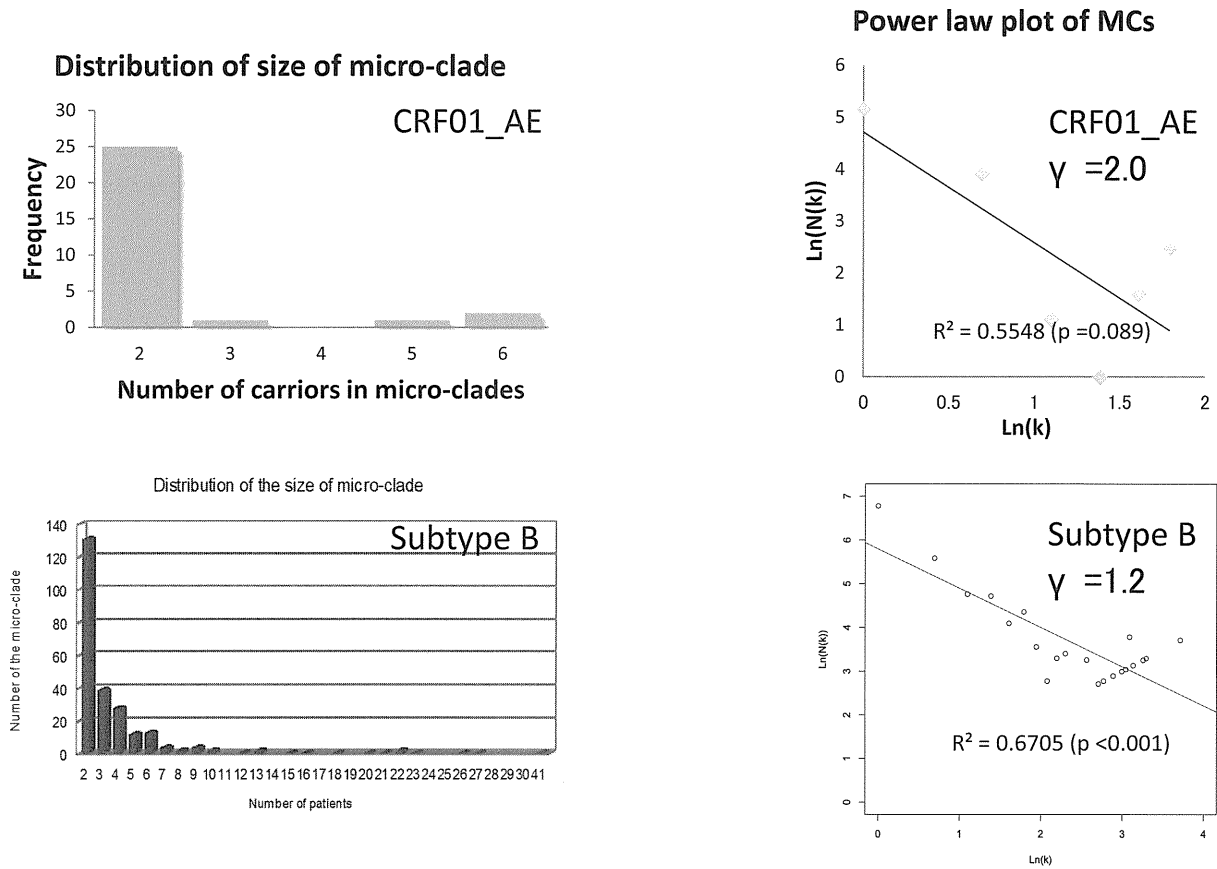 Distribution of size of micro-clade
CRF01_AE
Frequency
30
25
20
15
10
5
0
2 3 4 5 6
Number of carriors in micro-clades
Power law plot of MCs
CRF01_AE
γ =2.0
Ln(N(k))
6
5
4
3
2
1
0
R² = 0.5548 (p =0.089)
0 0.5 1 1.5 2
Ln(k)
Distribution of the size of micro-clade
Subtype B
Number of the micro-clade
140
120
100
80
60
40
20
0
2 3 4 5 6 7 8 9 10 11 12 13 14 15 16 17 18 19 20 21 22 23 24 25 26 27 28 29 30 41
Number of patients
Subtype B
γ =1.2
Ln(N(k))
7
6
5
4
3
2
1
0
R² = 0.6705 (p <0.001)
0 1 2 3 4
Ln(k)